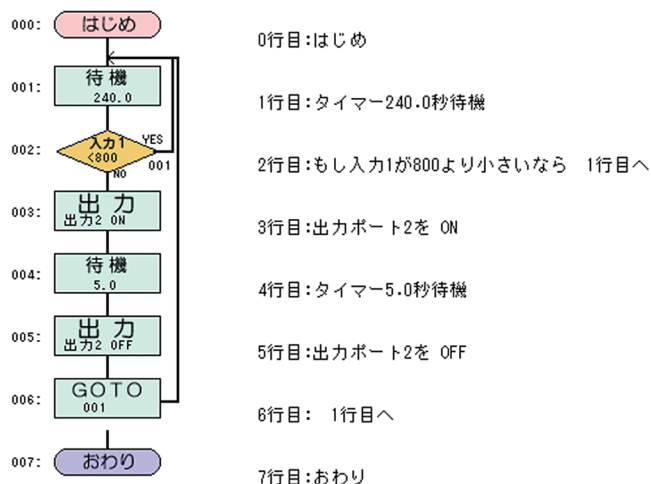 000: はじめ
0行目:はじめ
001: 待機
240.0
1行目:タイマー240.0秒待機
002: 入力1
<800
YES
001
NO
2行目:もし入力1が800より小さいなら 1行目へ
003: 出力
出力2 ON
3行目:出力ポート2を ON
004: 待機
5.0
4行目:タイマー5.0秒待機
005: 出力
出力2 OFF
5行目:出力ポート2を OFF
006: GOTO
001
6行目: 1行目へ
007: おわり
7行目:おわり